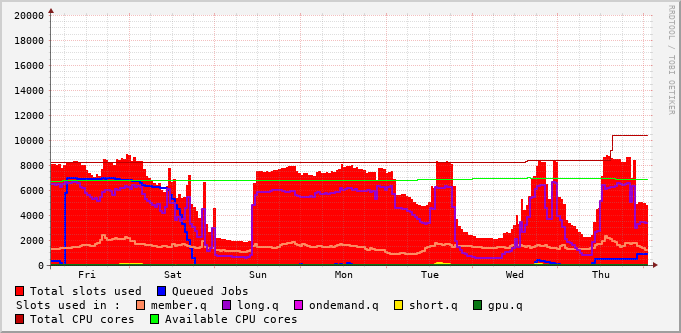 20000
18000
16000
14000
12000
10000
8000
6000
4000
2000
0
Fri Sat Sun Mon Tue Wed Thu
RRDTOOL / TOBI OETIKER
Total slots used Queued Jobs
Slots used in : member.q long.q ondemand.q short.q gpu.q
Total CPU cores Available CPU cores